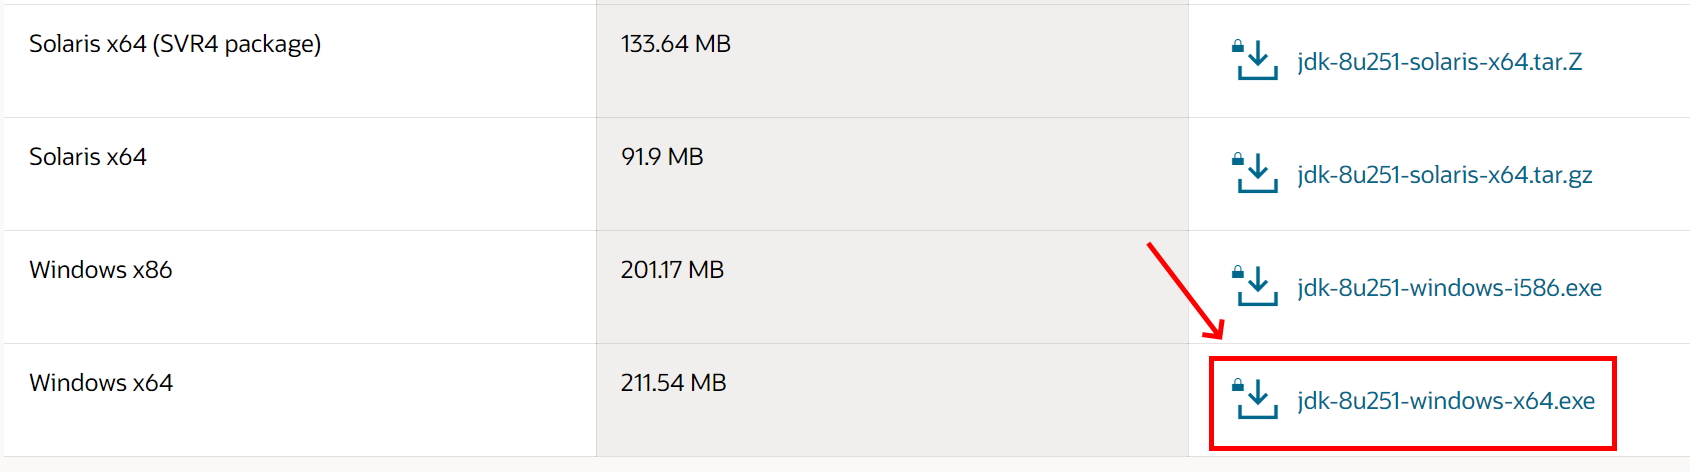 Solaris x64 (SVR4 package)
133.64 MB
jdk-8u251-solaris-x64.tar.Z
Solaris x64
91.9 MB
jdk-8u251-solaris-x64.tar.gz
Windows x86
201.17 MB
jdk-8u251-windows-i586.exe
Windows x64
211.54 MB
jdk-8u251-windows-x64.exe